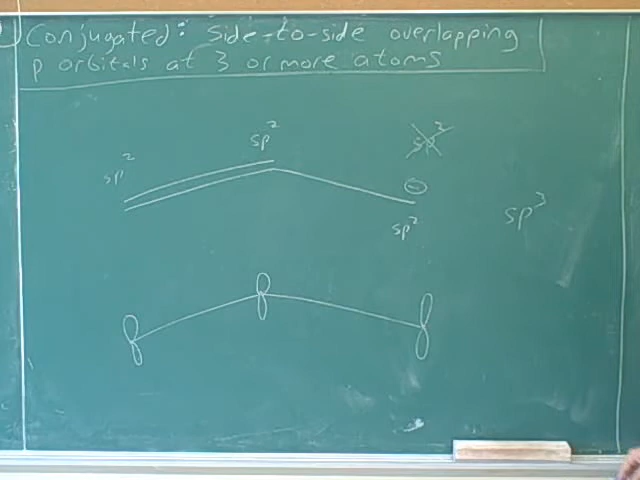 Conjugated: Side-to-side overlapping
p orbitals at 3 or more atoms
sp²
sp²
sp²
⊖
sp²
sp³